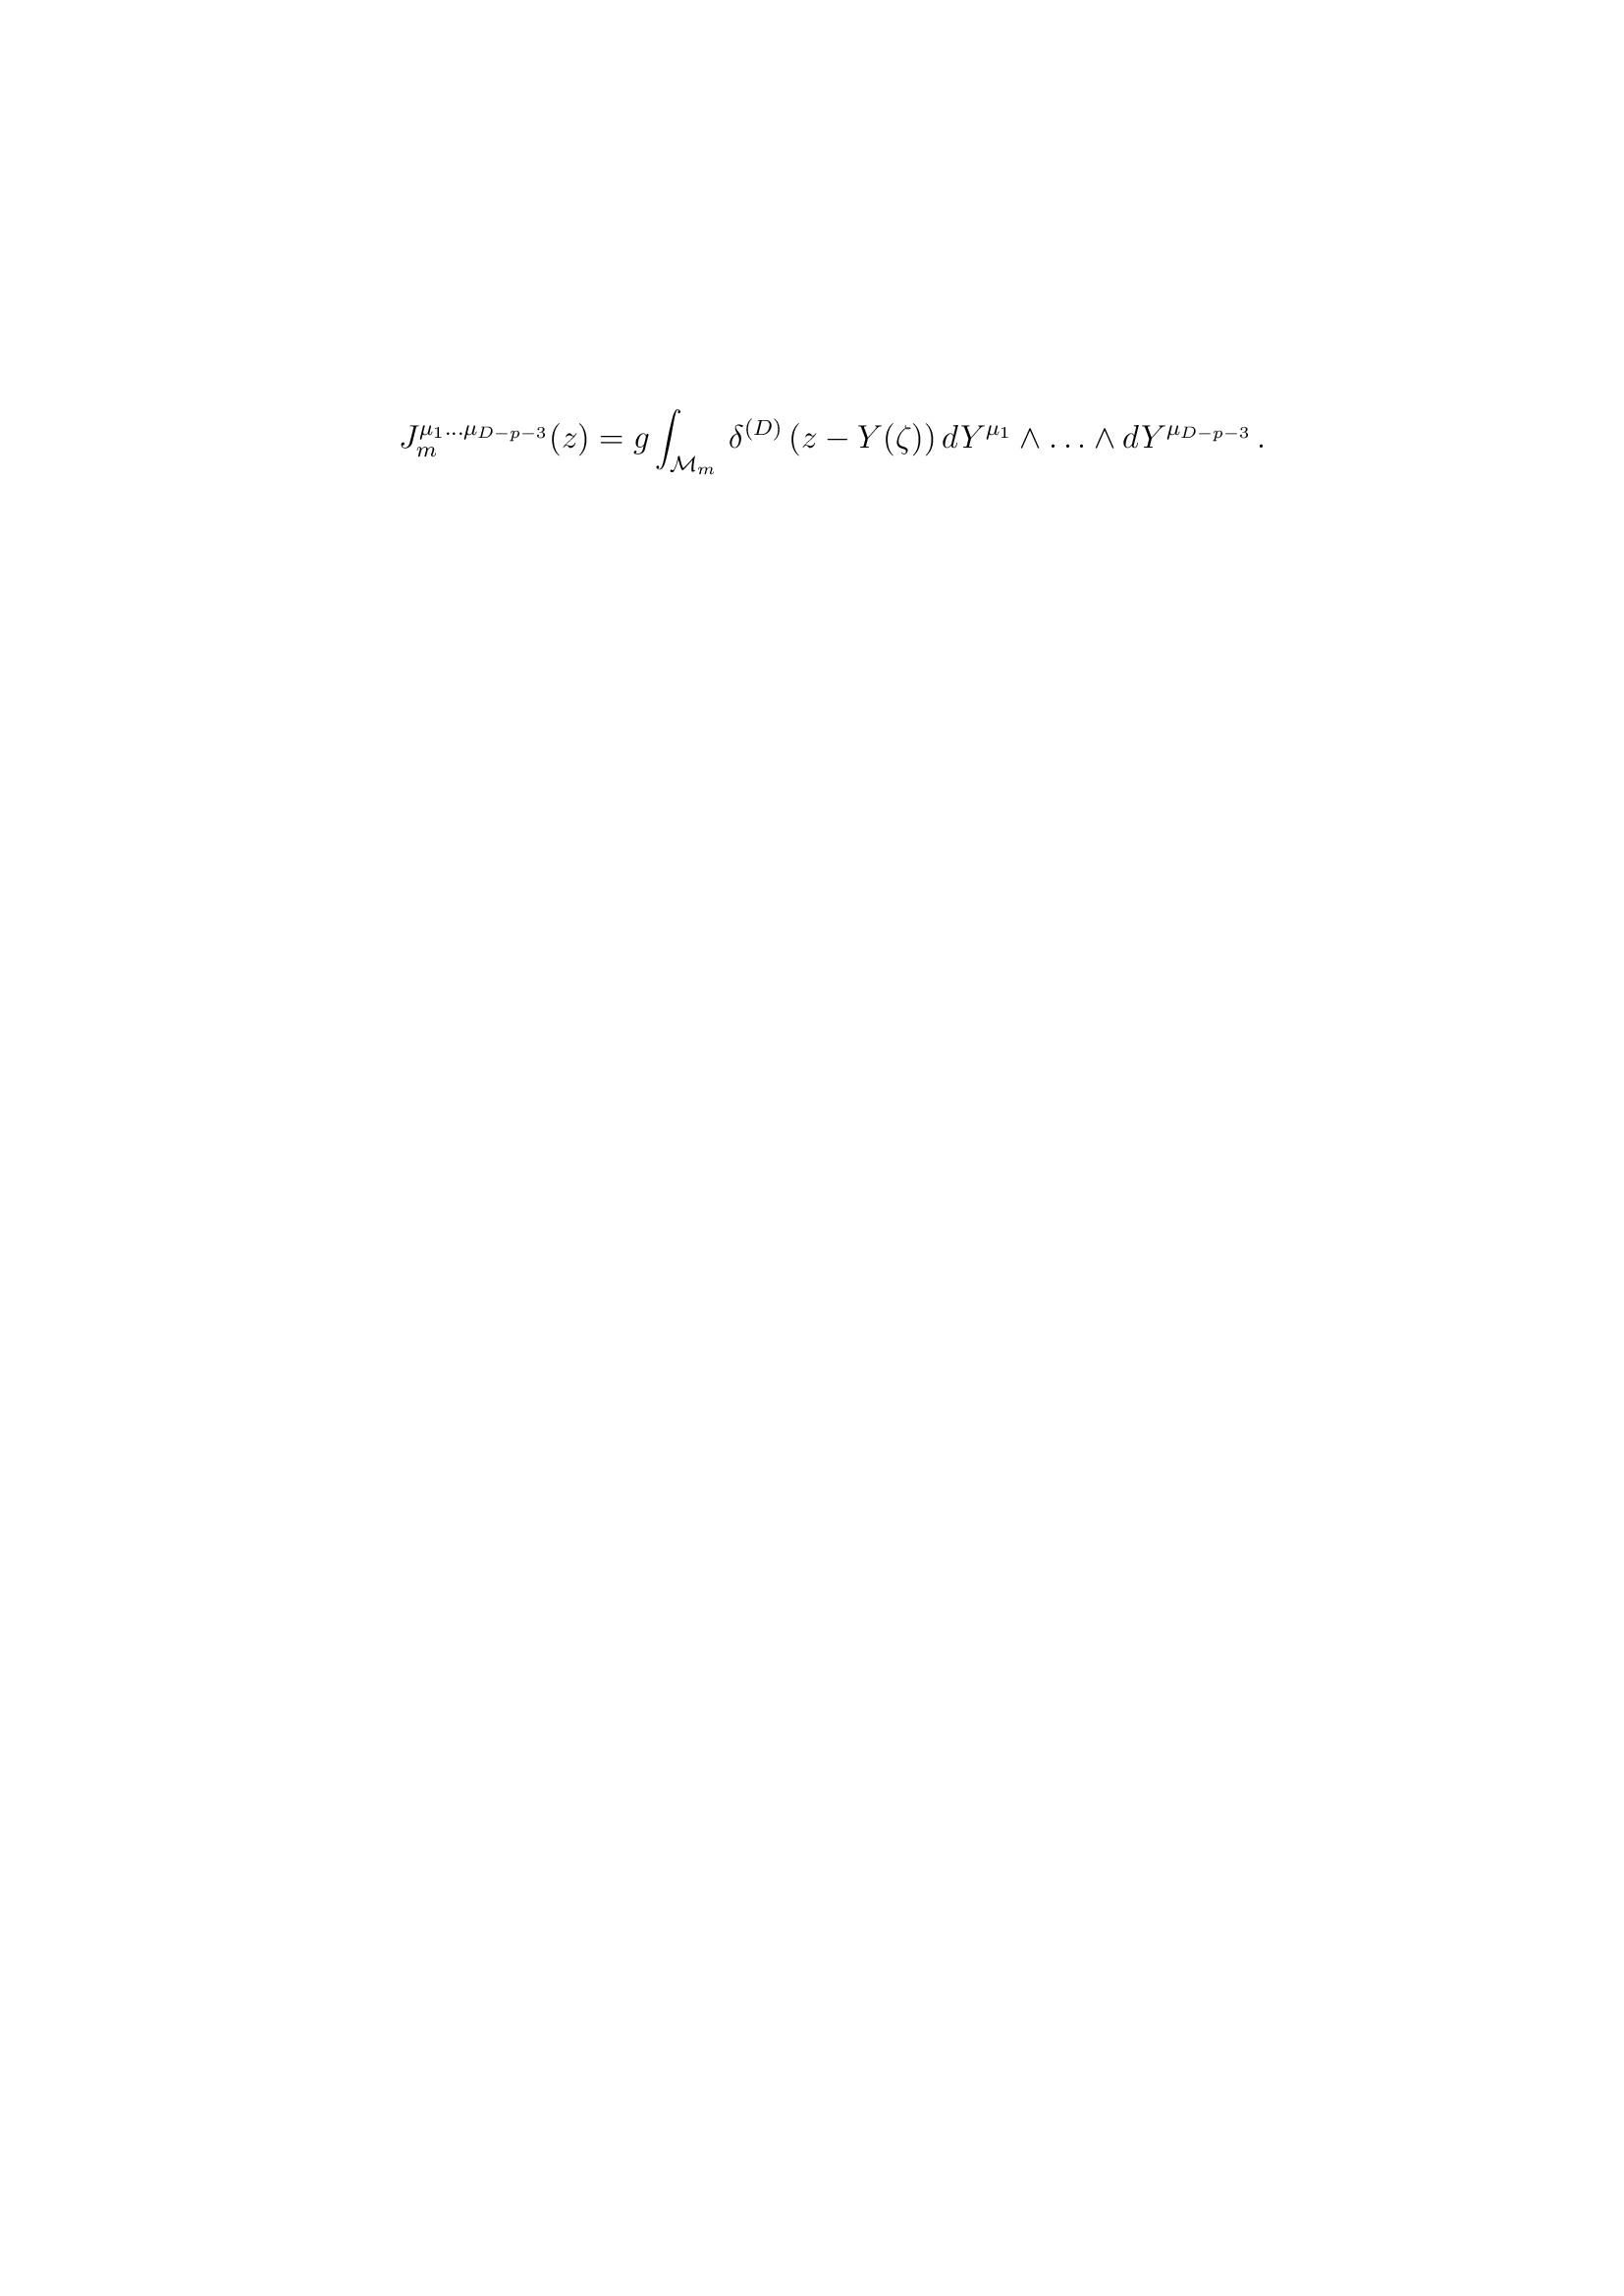 $J_m^{\mu_1 \ldots \mu_{D-p-3}}(z) = g \int_{\mathcal{M}_m} \delta^{(D)} \left( z - Y(\zeta) \right) dY^{\mu_1} \wedge \ldots \wedge dY^{\mu_{D-p-3}} \, .$